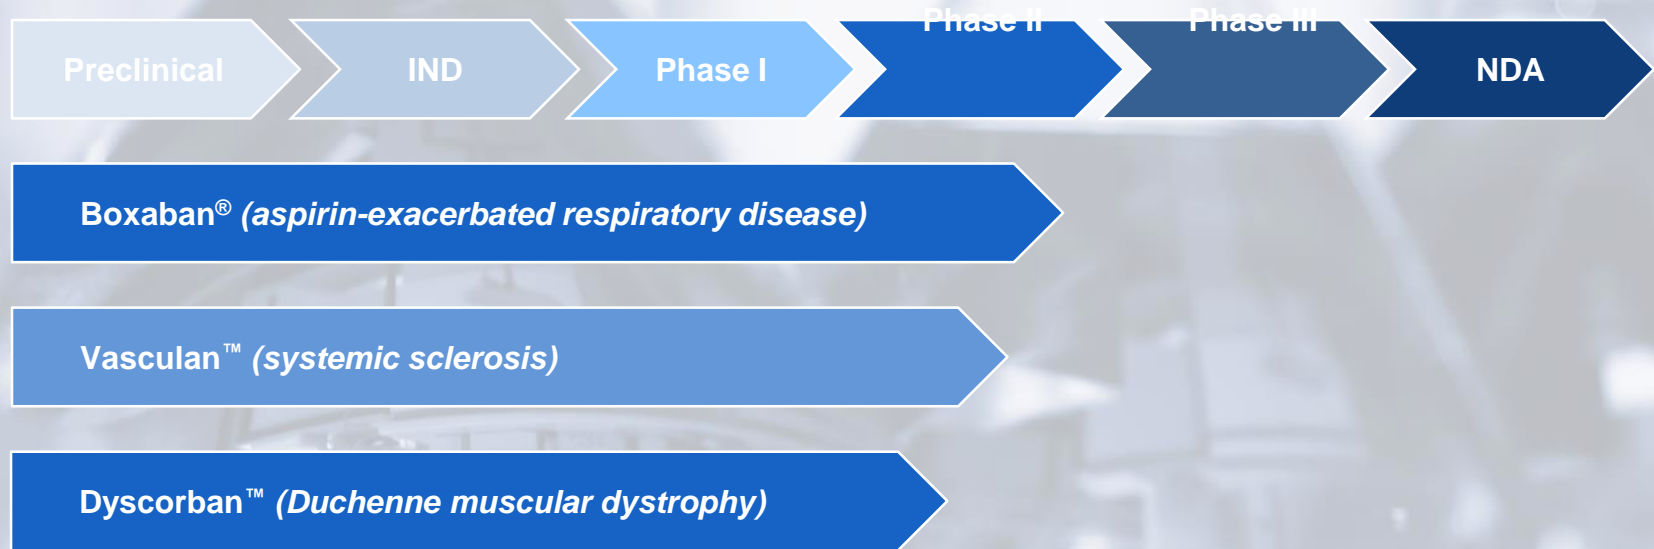 Preclinical
IND
Phase I
Phase II
Phase III
NDA
Boxaban® (aspirin-exacerbated respiratory disease)
Vasculan™ (systemic sclerosis)
Dyscorban™ (Duchenne muscular dystrophy)